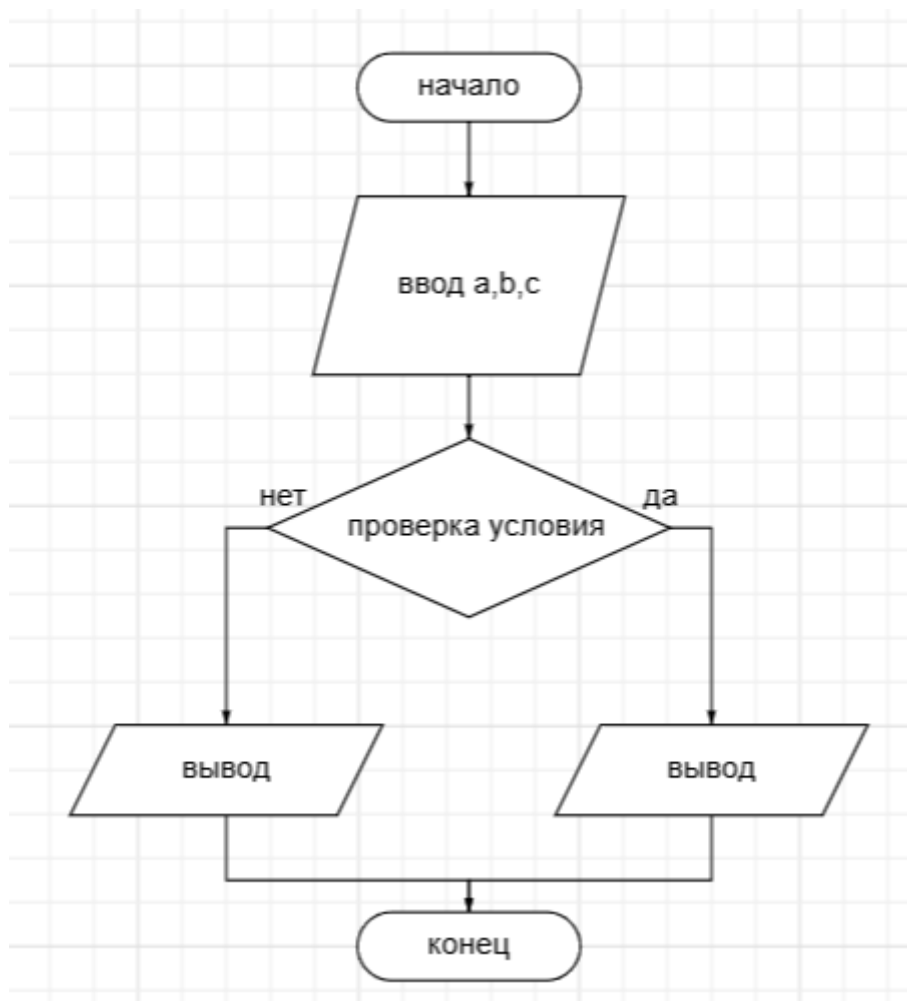 начало
ввод a,b,c
нет
да
проверка условия
вывод
вывод
конец